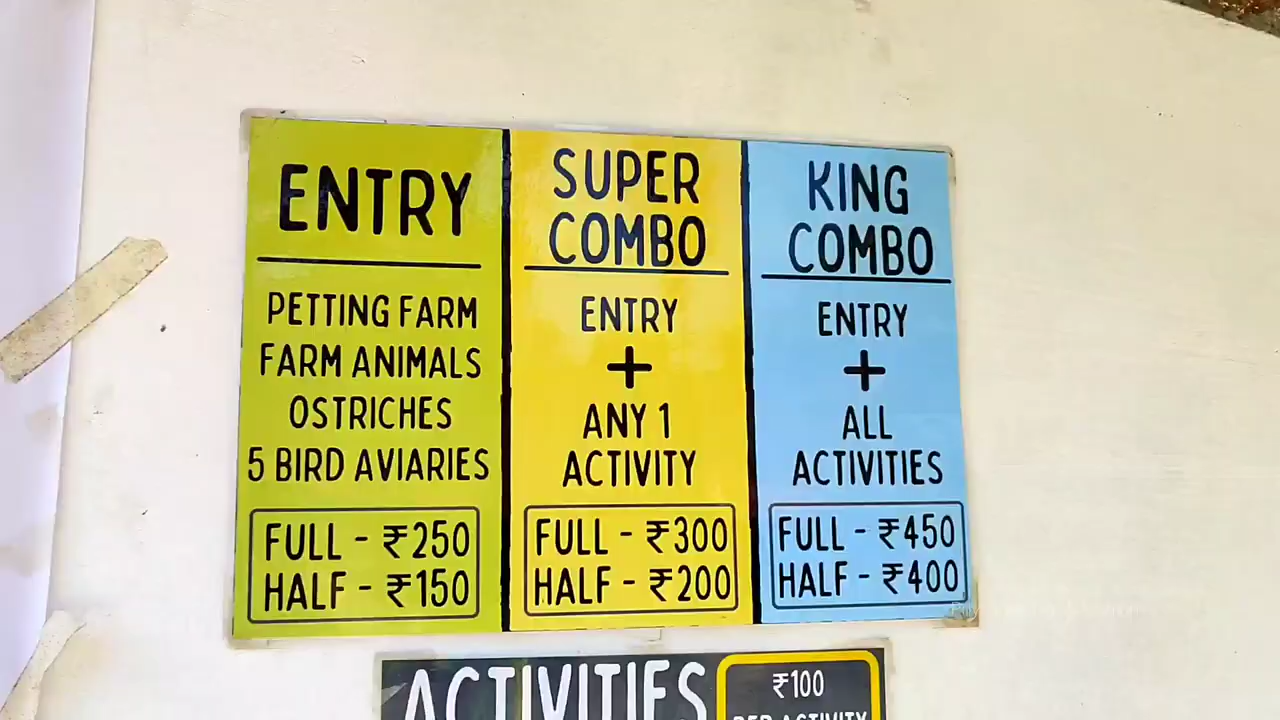 ENTRY
PETTING FARM
FARM ANIMALS
OSTRICHES
5 BIRD AVIARIES
FULL - ₹250
HALF - ₹150
SUPER
COMBO
ENTRY
+
ANY 1
ACTIVITY
FULL - ₹300
HALF - ₹200
KING
COMBO
ENTRY
+
ALL
ACTIVITIES
FULL - ₹450
HALF - ₹400
ACTIVITIES
₹100
PER ACTIVITY